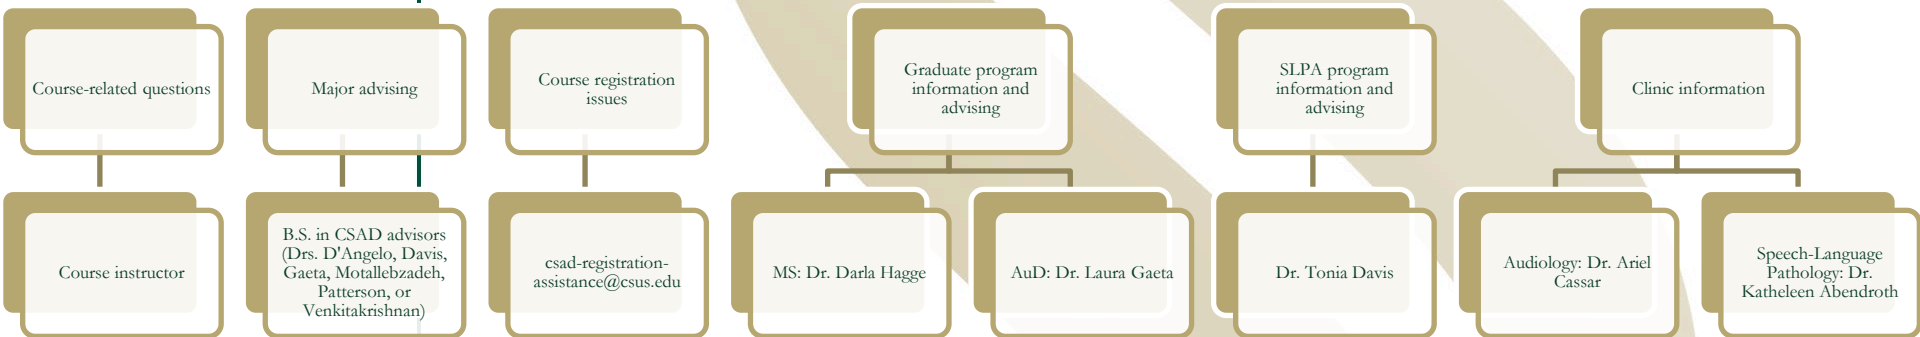 Course-related questions
Major advising
Course registration
issues
Graduate program
information and
advising
SLPA program
information and
advising
Clinic information
Course instructor
B.S. in CSAD advisors
(Drs. D'Angelo, Davis,
Gaeta, Motallebzadeh,
Patterson, or
Venkitakrishnan)
csad-registration-
assistance@csus.edu
MS: Dr. Darla Hagge
AuD: Dr. Laura Gaeta
Dr. Tonia Davis
Audiology: Dr. Ariel
Cassar
Speech-Language
Pathology: Dr.
Katheleen Abendroth